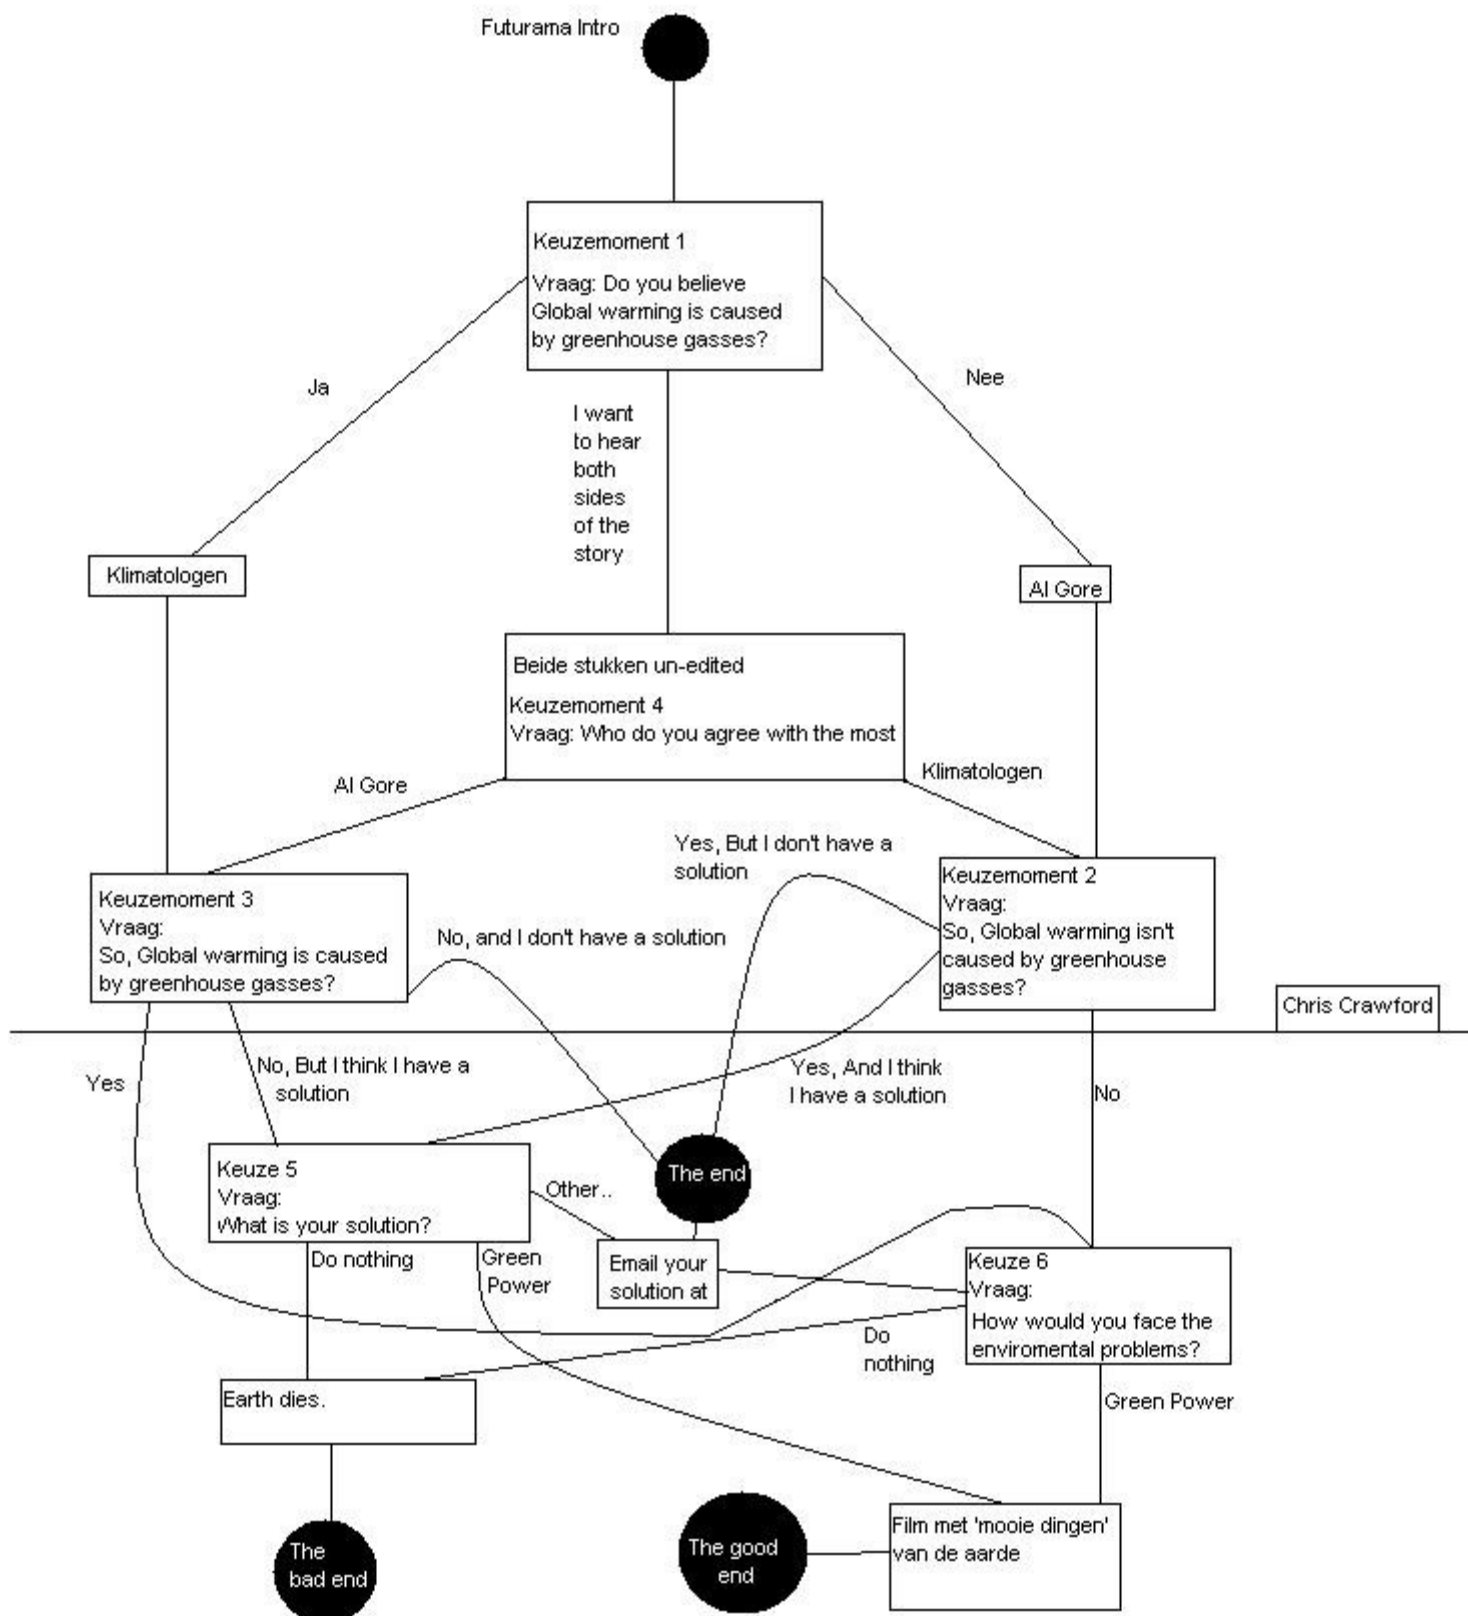 Futurama Intro
Keuzemoment 1
Vraag: Do you believe
Global warming is caused
by greenhouse gasses?
Ja
I want
to hear
both
sides
of the
story
Nee
Klimatologen
Al Gore
Beide stukken un-edited
Keuzemoment 4
Vraag: Who do you agree with the most
Al Gore
Klimatologen
Yes, But I don't have a
solution
Keuzemoment 3
Vraag:
So, Global warming is caused
by greenhouse gasses?
No, and I don't have a solution
Keuzemoment 2
Vraag:
So, Global warming isn't
caused by greenhouse
gasses?
Chris Crawford
Yes
No, But I think I have a
solution
Yes, And I think
I have a solution
No
Keuze 5
Vraag:
What is your solution?
Other..
The end
Do nothing
Green
Power
Email your
solution at
Keuze 6
Vraag:
How would you face the
enviromental problems?
Do
nothing
Green Power
Earth dies.
The
bad end
The good
end
Film met 'mooie dingen'
van de aarde